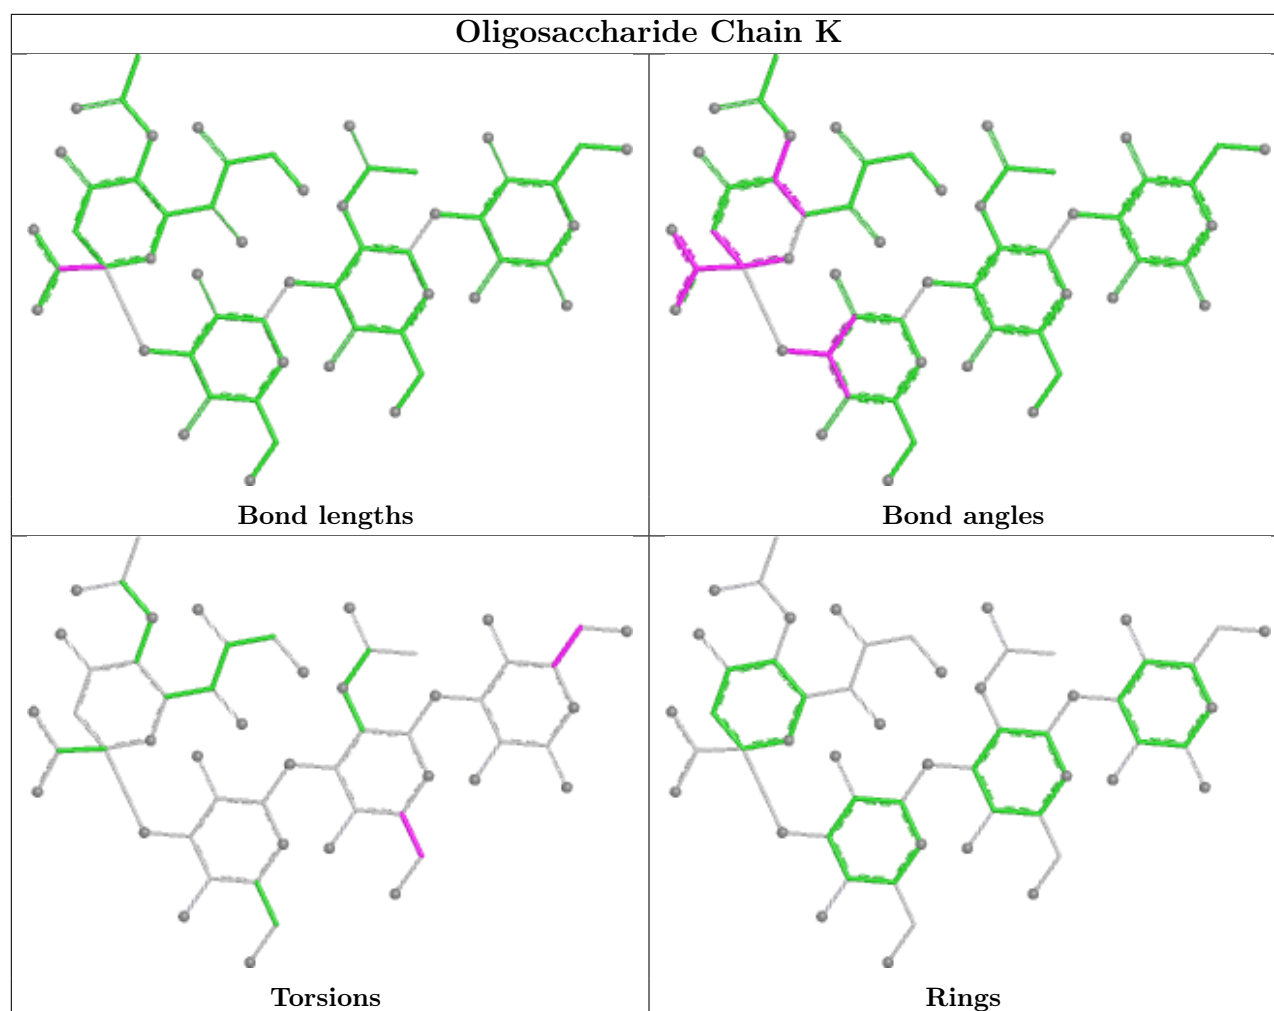 Oligosaccharide Chain K
Bond lengths
Bond angles
Torsions
Rings